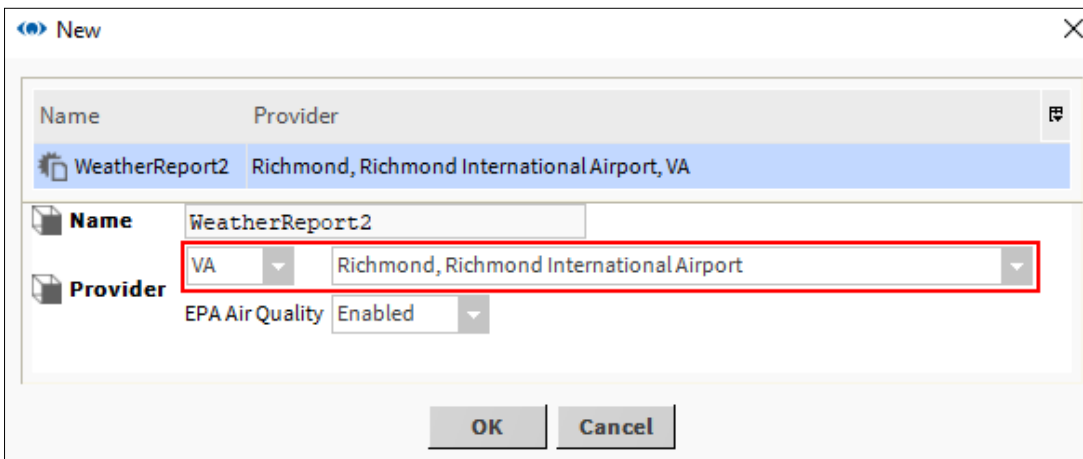 New
Name Provider
WeatherReport2 Richmond, Richmond International Airport, VA
Name WeatherReport2
VA Richmond, Richmond International Airport
Provider
EPA Air Quality Enabled
OK Cancel